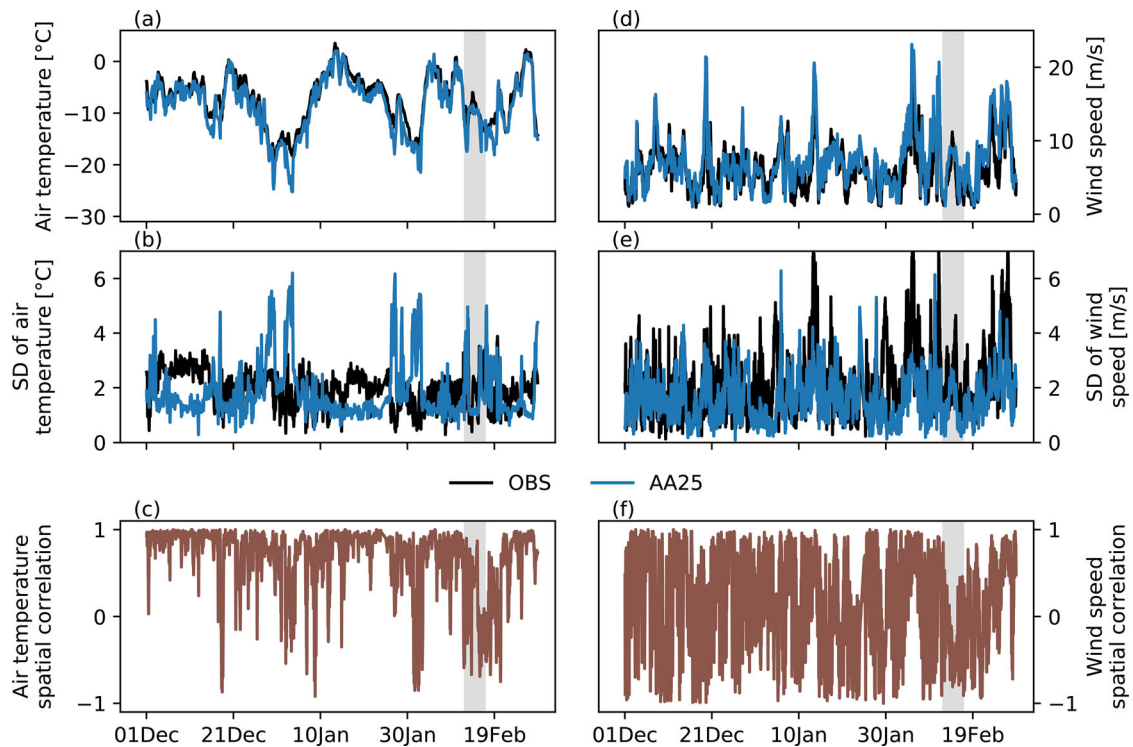 (a)
Air temperature [°C]
0
−10
−20
−30
(d)
Wind speed [m/s]
20
10
0
(b)
SD of air
temperature [°C]
6
4
2
0
(e)
SD of wind
speed [m/s]
6
4
2
0
OBS
AA25
(c)
Air temperature
spatial correlation
1
0
−1
01Dec
21Dec
10Jan
30Jan
19Feb
(f)
Wind speed
spatial correlation
1
0
−1
01Dec
21Dec
10Jan
30Jan
19Feb